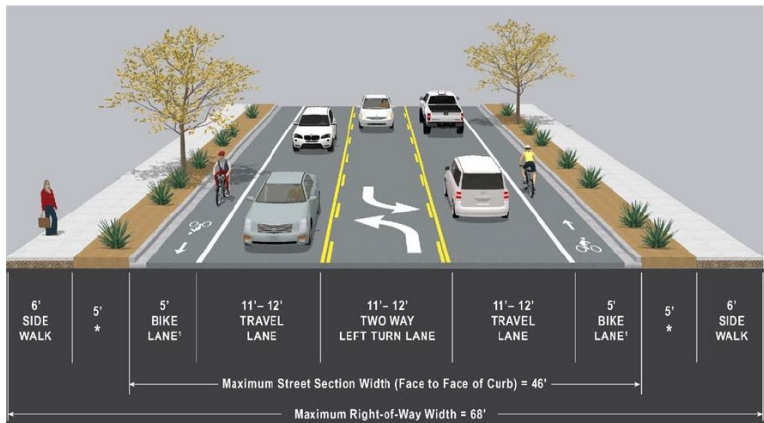 6’
SIDE
WALK
5’
*
5’
BIKE
LANE¹
11’– 12’
TRAVEL
LANE
11’– 12’
TWO WAY
LEFT TURN LANE
11’– 12’
TRAVEL
LANE
5’
BIKE
LANE¹
5’
*
6’
SIDE
WALK
Maximum Street Section Width (Face to Face of Curb) = 46’
Maximum Right-of-Way Width = 68’